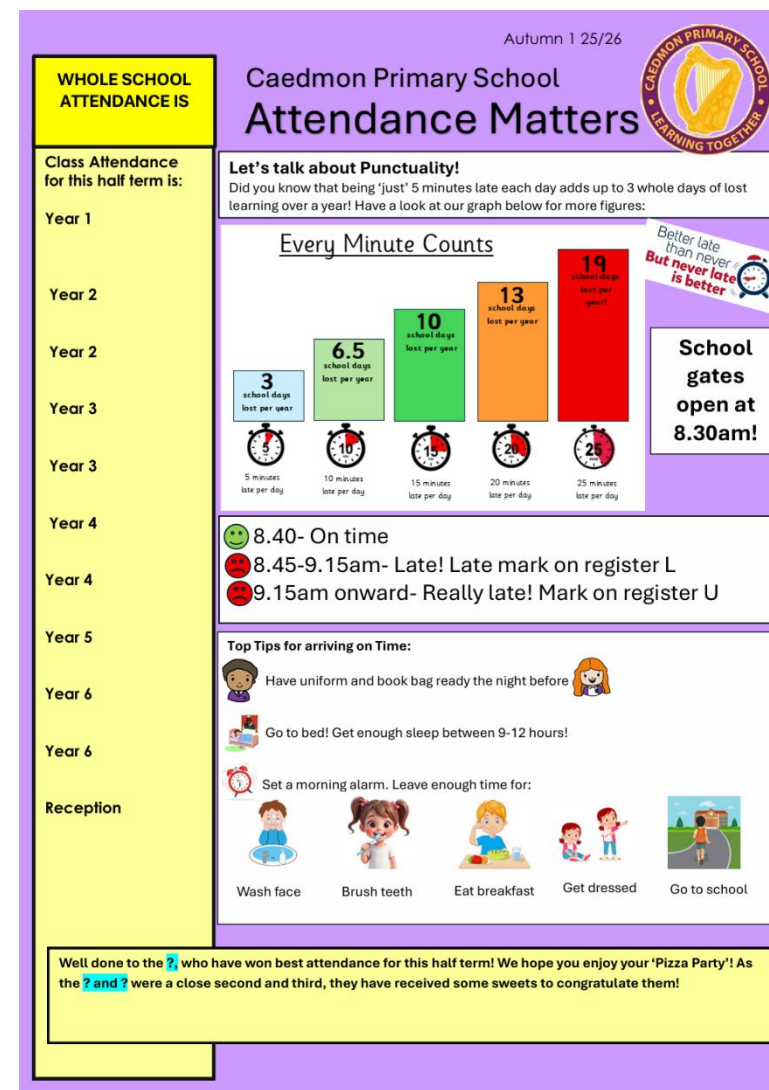 Autumn 1 25/26
CAEDMON PRIMARY SCHOOL
• LEARNING TOGETHER •
WHOLE SCHOOL
ATTENDANCE IS
Caedmon Primary School
Attendance Matters
Class Attendance
for this half term is:
Year 1
Year 2
Year 2
Year 3
Year 3
Year 4
Year 4
Year 5
Year 6
Year 6
Reception
Let's talk about Punctuality!
Did you know that being 'just' 5 minutes late each day adds up to 3 whole days of lost
learning over a year! Have a look at our graph below for more figures:
Every Minute Counts
3
school days
lost per year
6.5
school days
lost per year
10
school days
lost per year
13
school days
lost per year
19
school days
lost per
year!
5
10
15
20
25
5 minutes
late per day
10 minutes
late per day
15 minutes
late per day
20 minutes
late per day
25 minutes
late per day
Better late
than never
But never late
is better
School
gates
open at
8.30am!
8.40- On time
8.45-9.15am- Late! Late mark on register L
9.15am onward- Really late! Mark on register U
Top Tips for arriving on Time:
Have uniform and book bag ready the night before
Go to bed! Get enough sleep between 9-12 hours!
Set a morning alarm. Leave enough time for:
Wash face
Brush teeth
Eat breakfast
Get dressed
Go to school
Well done to the ?, who have won best attendance for this half term! We hope you enjoy your 'Pizza Party'! As
the ? and ? were a close second and third, they have received some sweets to congratulate them!